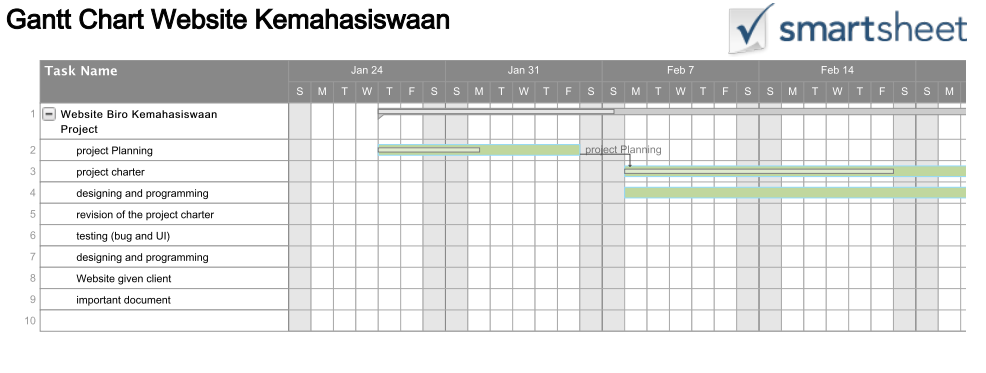 Gantt Chart Website Kemahasiswaan
smartsheet
Task Name
Jan 24 Jan 31 Feb 7 Feb 14
S M T W T F S S M T W T F S S M T W T F S S M T W T F S S M
1 Website Biro Kemahasiswaan
Project
2 project Planning project Planning
3 project charter
4 designing and programming
5 revision of the project charter
6 testing (bug and UI)
7 designing and programming
8 Website given client
9 important document
10